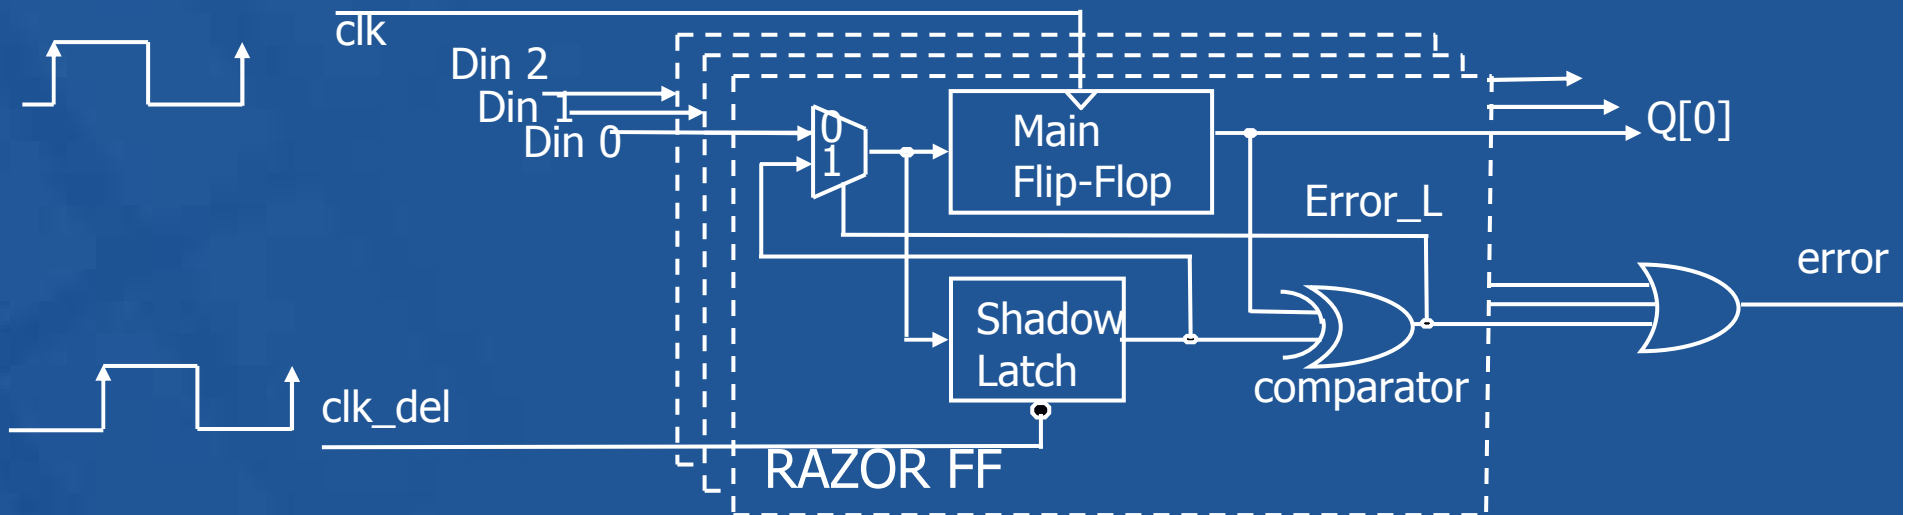 clk
Din 2
Din 1
Din 0
0
1
Main
Flip-Flop
Q[0]
Error_L
error
Shadow
Latch
comparator
clk_del
RAZOR FF